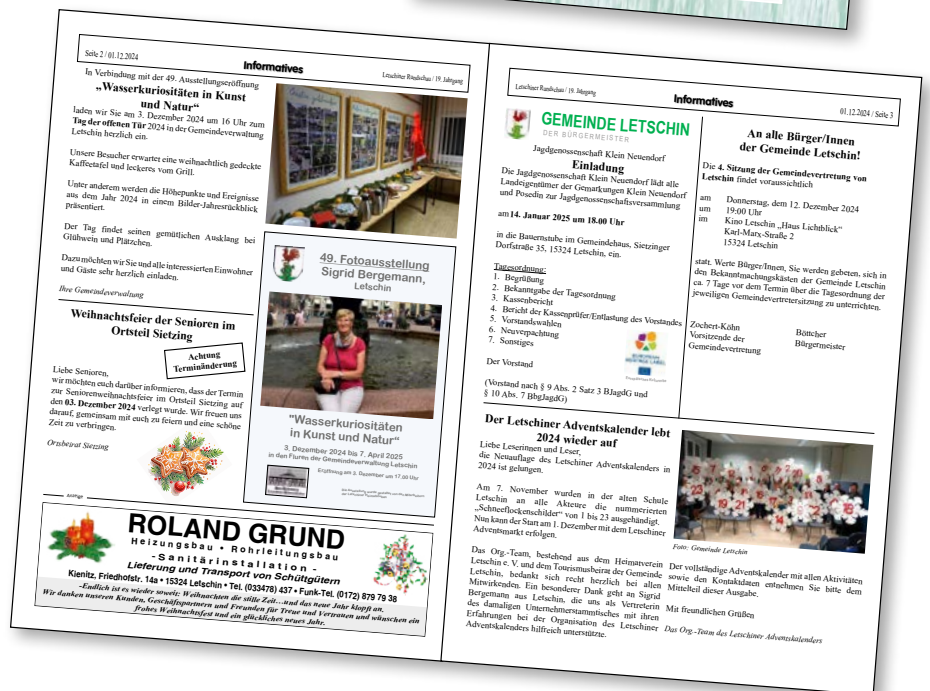 Seite 2 / 01.12.2024
Informatives
Letschiner Rundschau / 19. Jahrgang
In Verbindung mit der 49. Ausstellungseröffnung
„Wasserkuriositäten in Kunst
und Natur“
laden wir Sie am 3. Dezember 2024 um 16 Uhr zum
Tag der offenen Tür 2024 in der Gemeindeverwaltung
Letschin herzlich ein.
Unsere Besucher erwartet eine weihnachtlich gedeckte
Kaffeetafel und leckeres vom Grill.
Unter anderem werden die Höhepunkte und Ereignisse
aus dem Jahr 2024 in einem Bilder-Jahresrückblick
präsentiert.
Der Tag findet seinen gemütlichen Ausklang bei
Glühwein und Plätzchen.
Dazu möchten wir Sie und alle interessierten Einwohner
und Gäste sehr herzlich einladen.
Ihre Gemeindeverwaltung
Weihnachtsfeier der Senioren im
Ortsteil Sietzing
Achtung
Terminänderung
Liebe Senioren,
wir möchten euch darüber informieren, dass der Termin
zur Seniorenweihnachtsfeier im Ortsteil Sietzing auf
den 03. Dezember 2024 verlegt wurde. Wir freuen uns
darauf, gemeinsam mit euch zu feiern und eine schöne
Zeit zu verbringen.
Ortsbeirat Sietzing
49. Fotoausstellung
Sigrid Bergemann,
Letschin
"Wasserkuriositäten
in Kunst und Natur“
3. Dezember 2024 bis 7. April 2025
in den Fluren der Gemeindeverwaltung Letschin
Eröffnung am 3. Dezember um 17.00 Uhr
Anzeige
ROLAND GRUND
Heizungsbau • Rohrleitungsbau
- Sanitärinstallation -
Lieferung und Transport von Schüttgütern
Kienitz, Friedhofstr. 14a • 15324 Letschin • Tel. (033478) 437 • Funk-Tel. (0172) 879 79 38
-Endlich ist es wieder soweit; Weihnachten die stille Zeit...und das neue Jahr klopft an.
Wir danken unseren Kunden, Geschäftspartnern und Freunden für Treue und Vertrauen und wünschen ein
frohes Weihnachtsfest und ein glückliches neues Jahr.
Letschiner Rundschau / 19. Jahrgang
Informatives
01.12.2024 / Seite 3
GEMEINDE LETSCHIN
DER BÜRGERMEISTER
Jagdgenossenschaft Klein Neuendorf
Einladung
Die Jagdgenossenschaft Klein Neuendorf lädt alle
Landeigentümer der Gemarkungen Klein Neuendorf
und Posedin zur Jagdgenossenschaftsversammlung
am 14. Januar 2025 um 18.00 Uhr
in die Bauernstube im Gemeindehaus, Sietzinger
Dorfstraße 35, 15324 Letschin, ein.
Tagesordnung:
1. Begrüßung
2. Bekanntgabe der Tagesordnung
3. Kassenbericht
4. Bericht der Kassenprüfer/Entlastung des Vorstandes
5. Vorstandswahlen
6. Neuverpachtung
7. Sonstiges
EUROPEAN
HERITAGE LABEL
Der Vorstand
(Vorstand nach § 9 Abs. 2 Satz 3 BJagdG und
§ 10 Abs. 7 BbgJagdG)
An alle Bürger/Innen
der Gemeinde Letschin!
Die 4. Sitzung der Gemeindevertretung von
Letschin findet voraussichtlich
am Donnerstag, dem 12. Dezember 2024
um 19:00 Uhr
im Kino Letschin „Haus Lichtblick“
Karl-Marx-Straße 2
15324 Letschin
statt. Werte Bürger/Innen, Sie werden gebeten, sich in
den Bekanntmachungskästen der Gemeinde Letschin
ca. 7 Tage vor dem Termin über die Tagesordnung der
jeweiligen Gemeindevertretersitzung zu unterrichten.
Zochert-Köhn Böttcher
Vorsitzende der Bürgermeister
Gemeindevertretung
Der Letschiner Adventskalender lebt
2024 wieder auf
Liebe Leserinnen und Leser,
die Neuauflage des Letschiner Adventskalenders in
2024 ist gelungen.
Am 7. November wurden in der alten Schule
Letschin an alle Akteure die nummerierten
„Schneeflockenschilder“ von 1 bis 23 ausgehändigt.
Nun kann der Start am 1. Dezember mit dem Letschiner
Adventsmarkt erfolgen.
Das Org.-Team, bestehend aus dem Heimatverein
Letschin e. V. und dem Tourismusbeirat der Gemeinde
Letschin, bedankt sich recht herzlich bei allen
Mitwirkenden. Ein besonderer Dank geht an Sigrid
Bergemann aus Letschin, die uns als Vertreterin
des damaligen Unternehmerstammtisches mit ihren
Erfahrungen bei der Organisation des Letschiner
Adventskalenders hilfreich unterstützte.
Foto: Gemeinde Letschin
Der vollständige Adventskalender mit allen Aktivitäten
sowie den Kontaktdaten entnehmen Sie bitte dem
Mittelteil dieser Ausgabe.
Mit freundlichen Grüßen
Das Org.-Team des Letschiner Adventskalenders